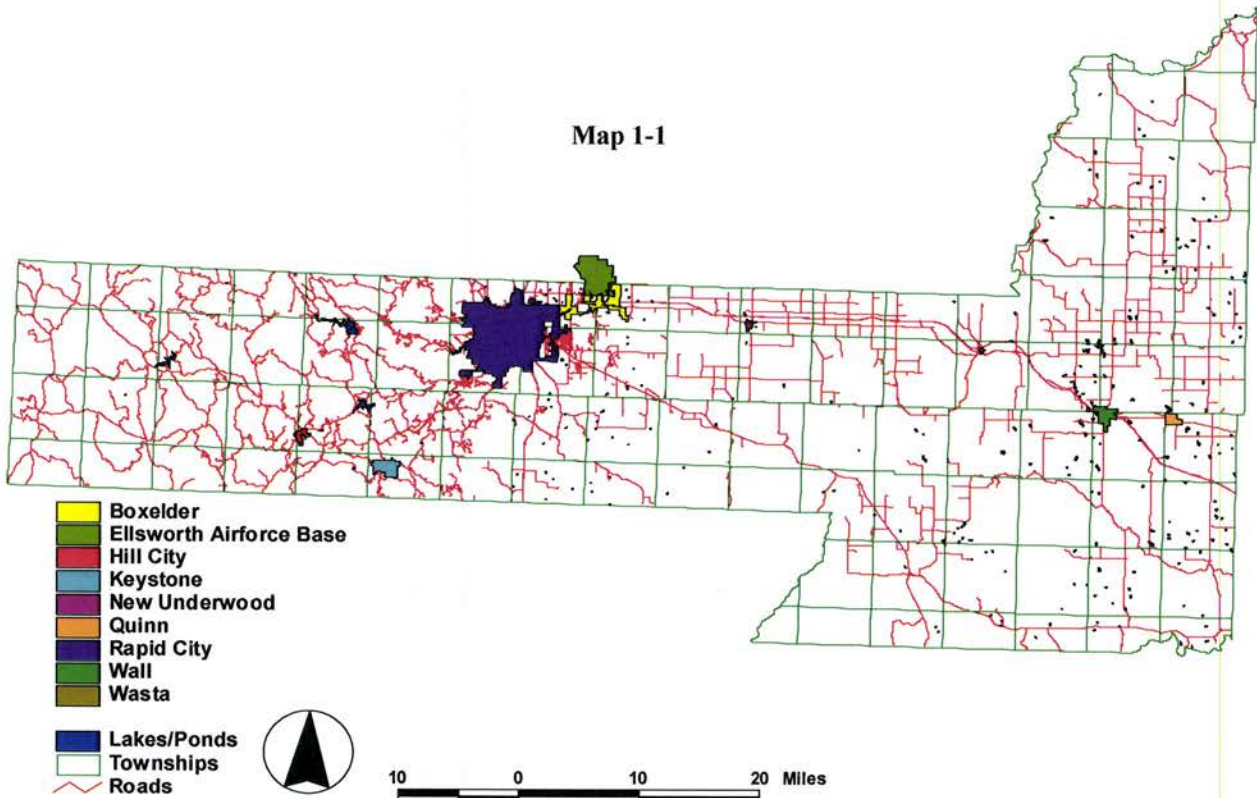 Map 1-1
Boxelder
Ellsworth Airforce Base
Hill City
Keystone
New Underwood
Quinn
Rapid City
Wall
Wasta
Lakes/Ponds
Townships
Roads
10 0 10 20 Miles